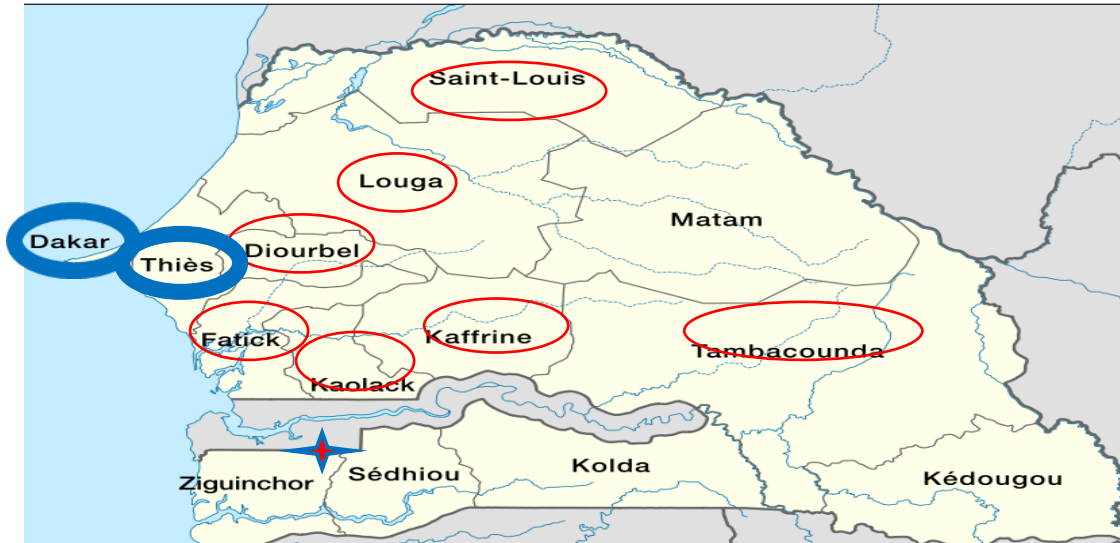 Saint-Louis
Louga
Matam
Dakar
Thiès
Diourbel
Fatick
Kaffrine
Tambacounda
Kaolack
Ziguinchor
Sédhiou
Kolda
Kédougou